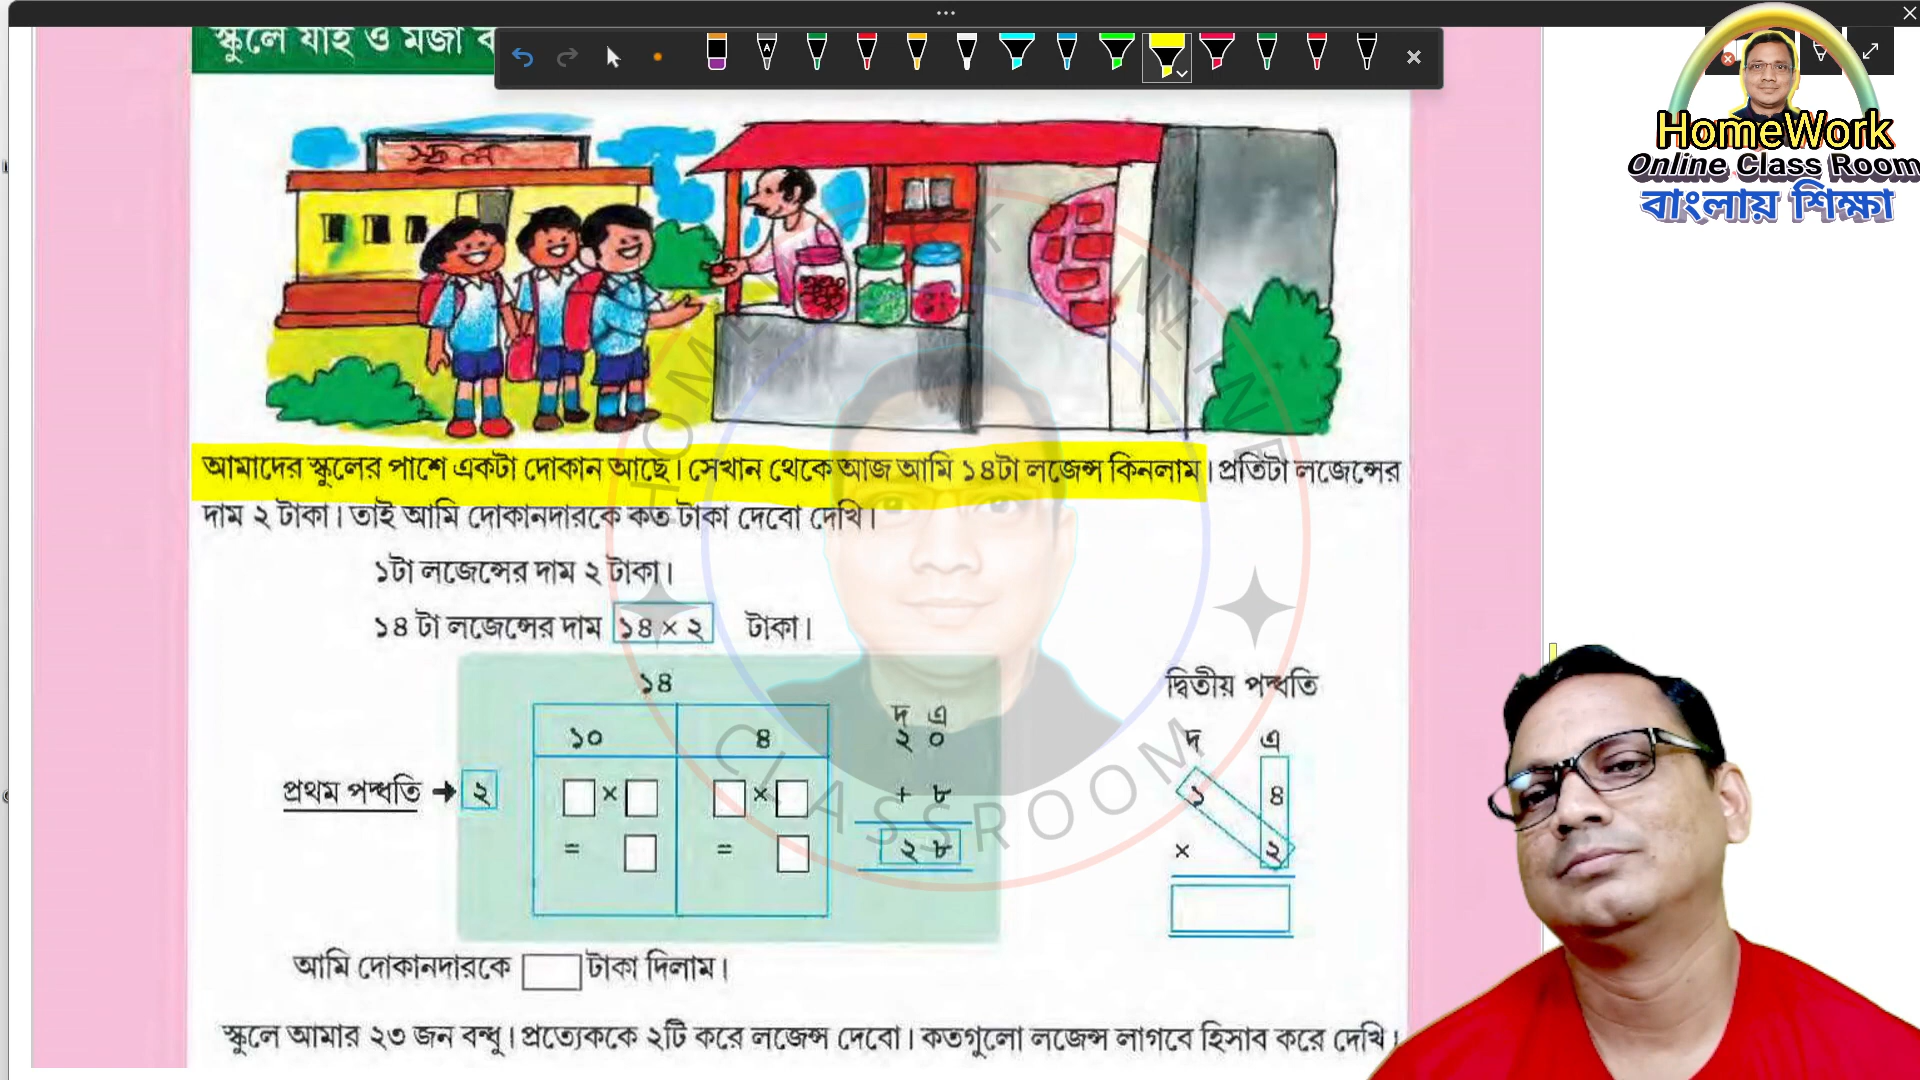 স্কুলে যাই ও মজা ক
HomeWork
Online Class Room
বাংলায় শিক্ষা
স্কুল
আমাদের স্কুলের পাশে একটা দোকান আছে। সেখান থেকে আজ আমি ১৪টা লজেন্স কিনলাম। প্রতিটা লজেন্সের
দাম ২ টাকা। তাই আমি দোকানদারকে কত টাকা দেবো দেখি।
১টা লজেন্সের দাম ২ টাকা।
১৪ টা লজেন্সের দাম ১৪ × ২ টাকা।
১৪
১০ ৪
প্রথম পদ্ধতি → ২
× ×
= =
দ এ
২ ০
+ ৮
২ ৮
দ্বিতীয় পদ্ধতি
দ এ
১ ৪
× ২
আমি দোকানদারকে টাকা দিলাম।
স্কুলে আমার ২৩ জন বন্ধু। প্রত্যেককে ২টি করে লজেন্স দেবো। কতগুলো লজেন্স লাগবে হিসাব করে দেখি।
HOMEWORK ONLINE
CLASSROOM